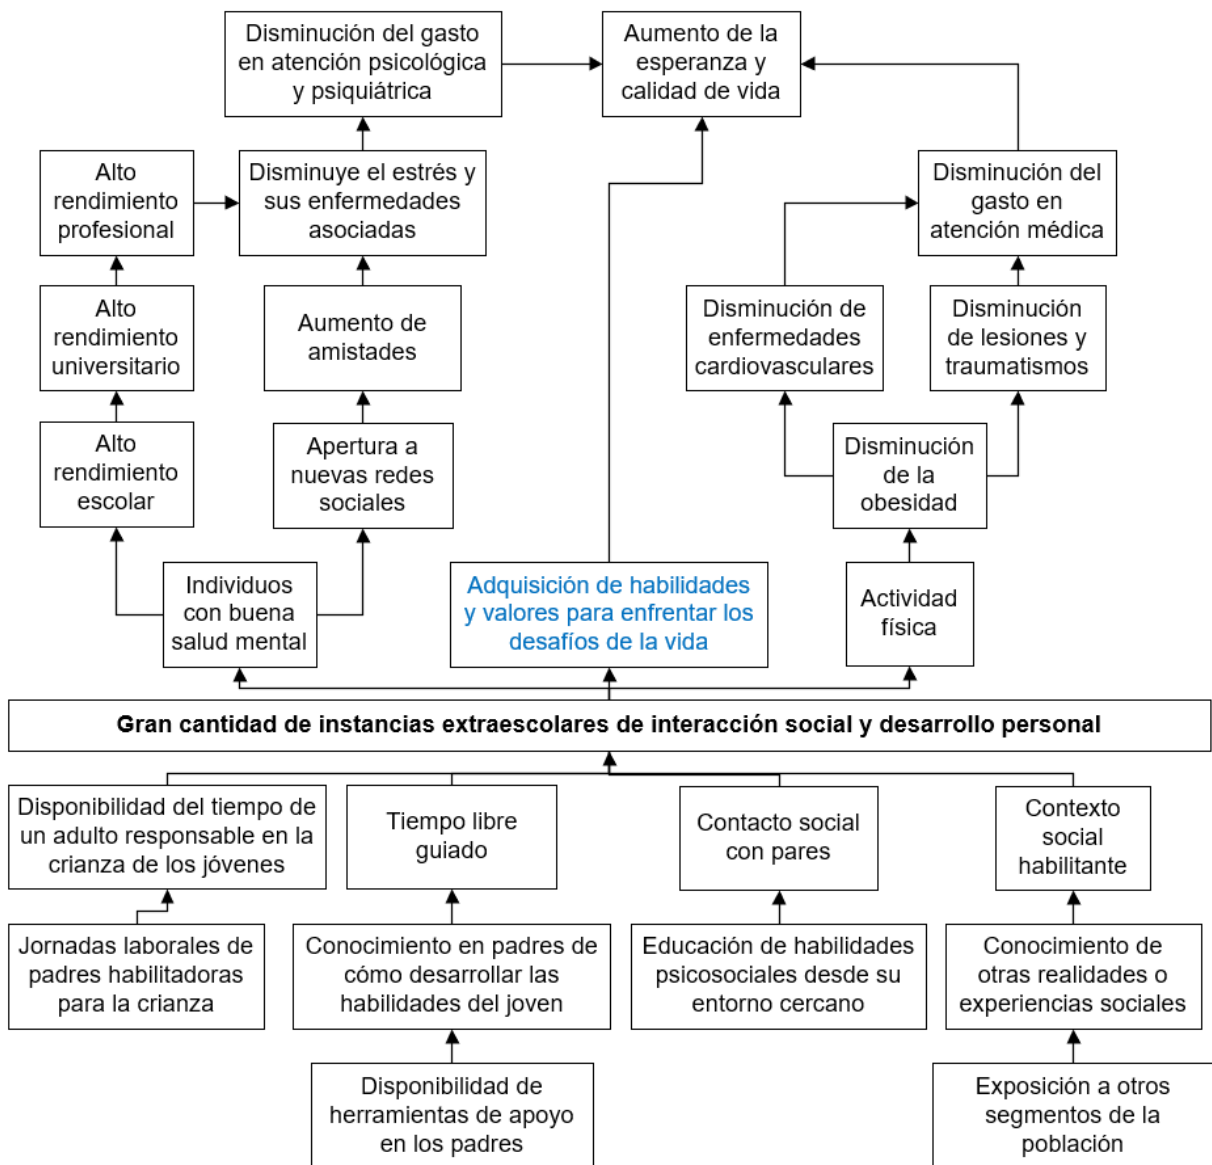 Disminución del gasto
en atención psicológica
y psiquiátrica
Aumento de la
esperanza y
calidad de vida
Alto
rendimiento
profesional
Disminuye el estrés y
sus enfermedades
asociadas
Disminución del
gasto en
atención médica
Alto
rendimiento
universitario
Aumento de
amistades
Disminución de
enfermedades
cardiovasculares
Disminución
de lesiones y
traumatismos
Alto
rendimiento
escolar
Apertura a
nuevas redes
sociales
Disminución
de la
obesidad
Individuos
con buena
salud mental
Adquisición de habilidades
y valores para enfrentar los
desafíos de la vida
Actividad
física
Gran cantidad de instancias extraescolares de interacción social y desarrollo personal
Disponibilidad del tiempo de
un adulto responsable en la
crianza de los jóvenes
Tiempo libre
guiado
Contacto social
con pares
Contexto
social
habilitante
Jornadas laborales de
padres habilitadoras
para la crianza
Conocimiento en padres de
cómo desarrollar las
habilidades del joven
Educación de habilidades
psicosociales desde su
entorno cercano
Conocimiento de
otras realidades o
experiencias sociales
Disponibilidad de
herramientas de apoyo
en los padres
Exposición a otros
segmentos de la
población